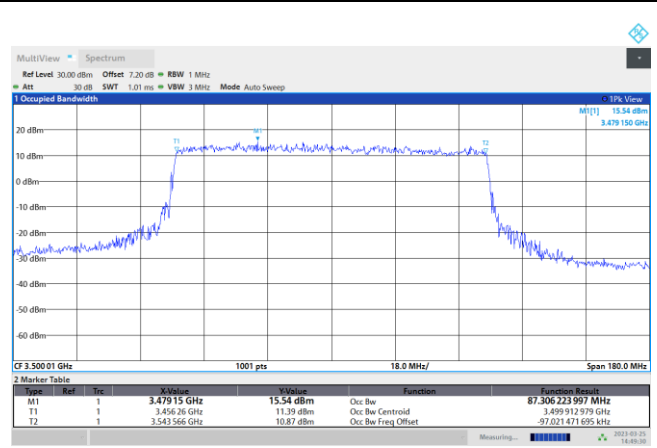 MultiView Spectrum
Ref Level 30.00 dBm Offset 7.20 dB RBW 1 MHz
Att 30 dB SWT 1.01 ms VBW 3 MHz Mode Auto Sweep
1 Occupied Bandwidth 1Pk View
M1[1] 15.54 dBm
3.479 150 GHz
20 dBm
T1 M1 T2
10 dBm
0 dBm
-10 dBm
-20 dBm
-30 dBm
-40 dBm
-50 dBm
-60 dBm
CF 3.500 01 GHz 1001 pts 18.0 MHz/ Span 180.0 MHz
2 Marker Table
Type Ref Trc X-Value Y-Value Function Function Result
M1 1 3.479 15 GHz 15.54 dBm Occ Bw 87.306 223 997 MHz
T1 1 3.456 26 GHz 11.39 dBm Occ Bw Centroid 3.499 912 979 GHz
T2 1 3.543 566 GHz 10.87 dBm Occ Bw Freq Offset -97.021 471 695 kHz
Measuring... 2023-03-25